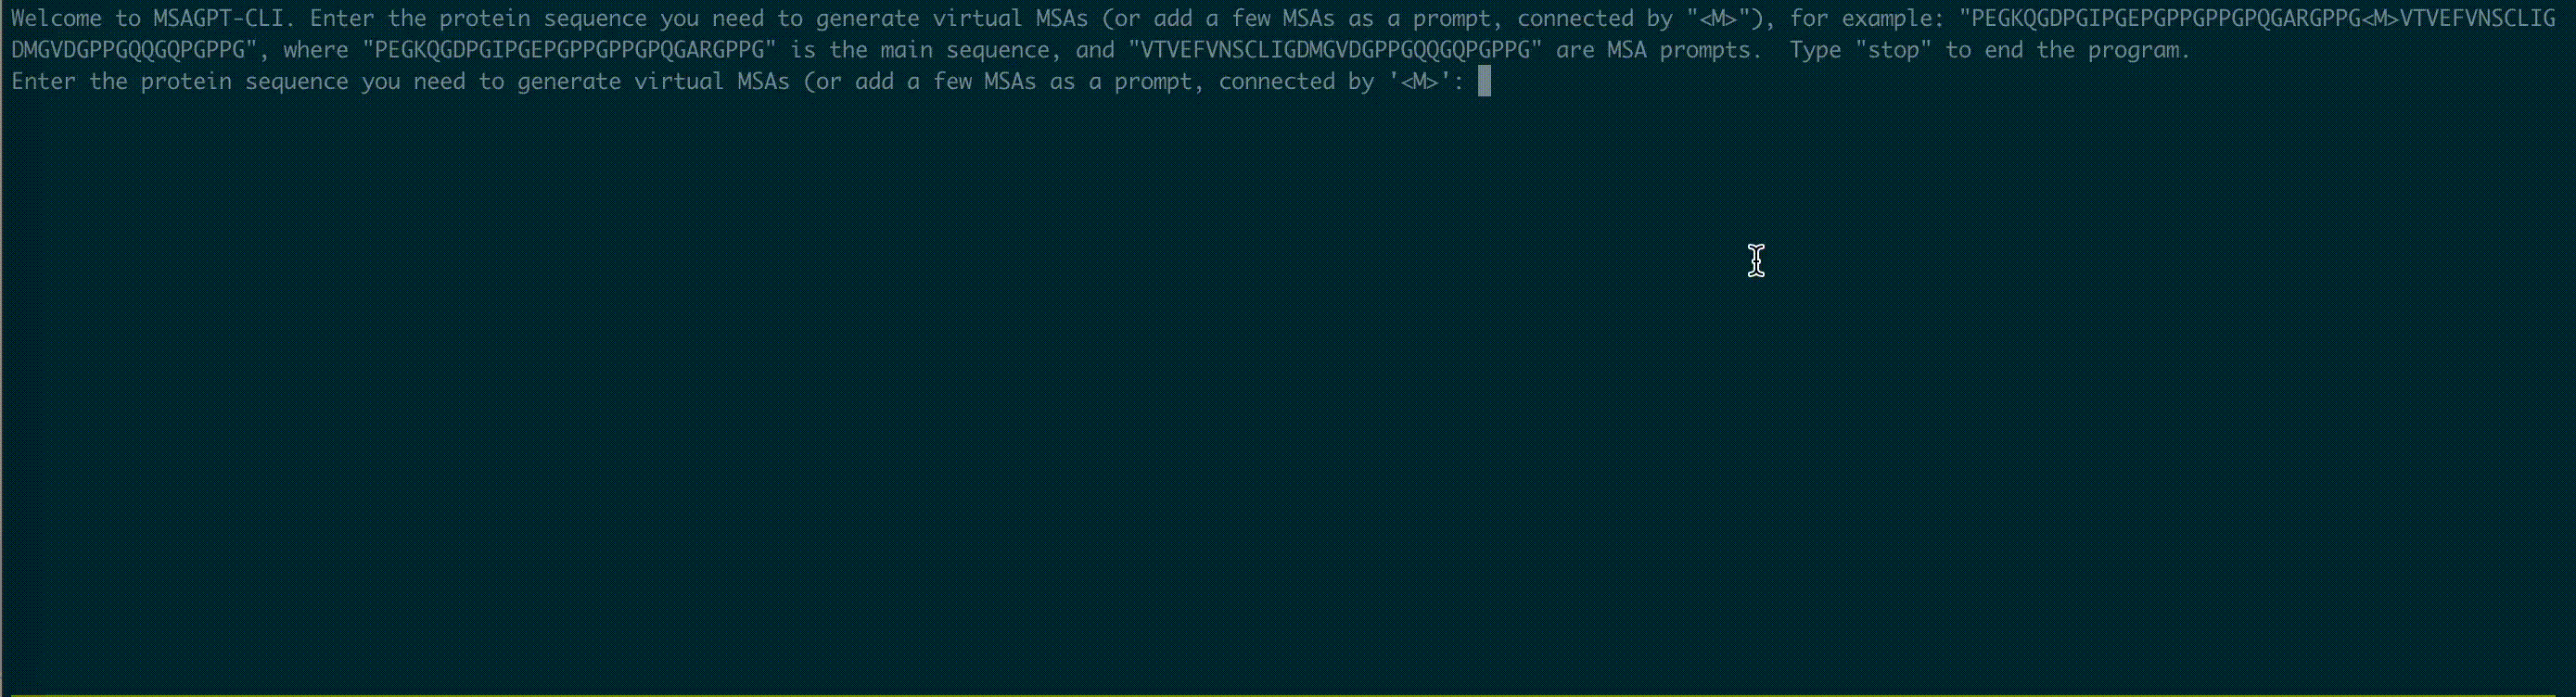 Welcome to MSAGPT-CLI. Enter the protein sequence you need to generate virtual MSAs (or add a few MSAs as a prompt, connected by "<M>"), for example: "PEGKQGDPGIPGEPGPPGPPGPQGARGPPG<M>VTVEFVNSCLIG
DMGVDGPPGQQGQPGPPG", where "PEGKQGDPGIPGEPGPPGPPGPQGARGPPG" is the main sequence, and "VTVEFVNSCLIGDMGVDGPPGQQGQPGPPG" are MSA prompts.  Type "stop" to end the program.
Enter the protein sequence you need to generate virtual MSAs (or add a few MSAs as a prompt, connected by '<M>':